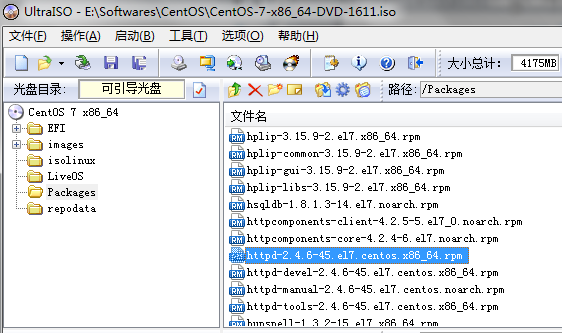 UltraISO - E:\Softwares\CentOS\CentOS-7-x86_64-DVD-1611.iso
文件(F) 操作(A) 启动(B) 工具(T) 选项(O) 帮助(H)
大小总计: 4175MB
光盘目录: 可引导光盘 路径: /Packages
CentOS 7 x86_64
EFI
images
isolinux
LiveOS
Packages
repodata
文件名
hplip-3.15.9-2.el7.x86_64.rpm
hplip-common-3.15.9-2.el7.x86_64.rpm
hplip-gui-3.15.9-2.el7.x86_64.rpm
hplip-libs-3.15.9-2.el7.x86_64.rpm
hsqldb-1.8.1.3-14.el7.noarch.rpm
httpcomponents-client-4.2.5-5.el7_0.noarch.rpm
httpcomponents-core-4.2.4-6.el7.noarch.rpm
httpd-2.4.6-45.el7.centos.x86_64.rpm
httpd-devel-2.4.6-45.el7.centos.x86_64.rpm
httpd-manual-2.4.6-45.el7.centos.noarch.rpm
httpd-tools-2.4.6-45.el7.centos.x86_64.rpm
hunspell-1.3.2-15.el7.x86_64.rpm